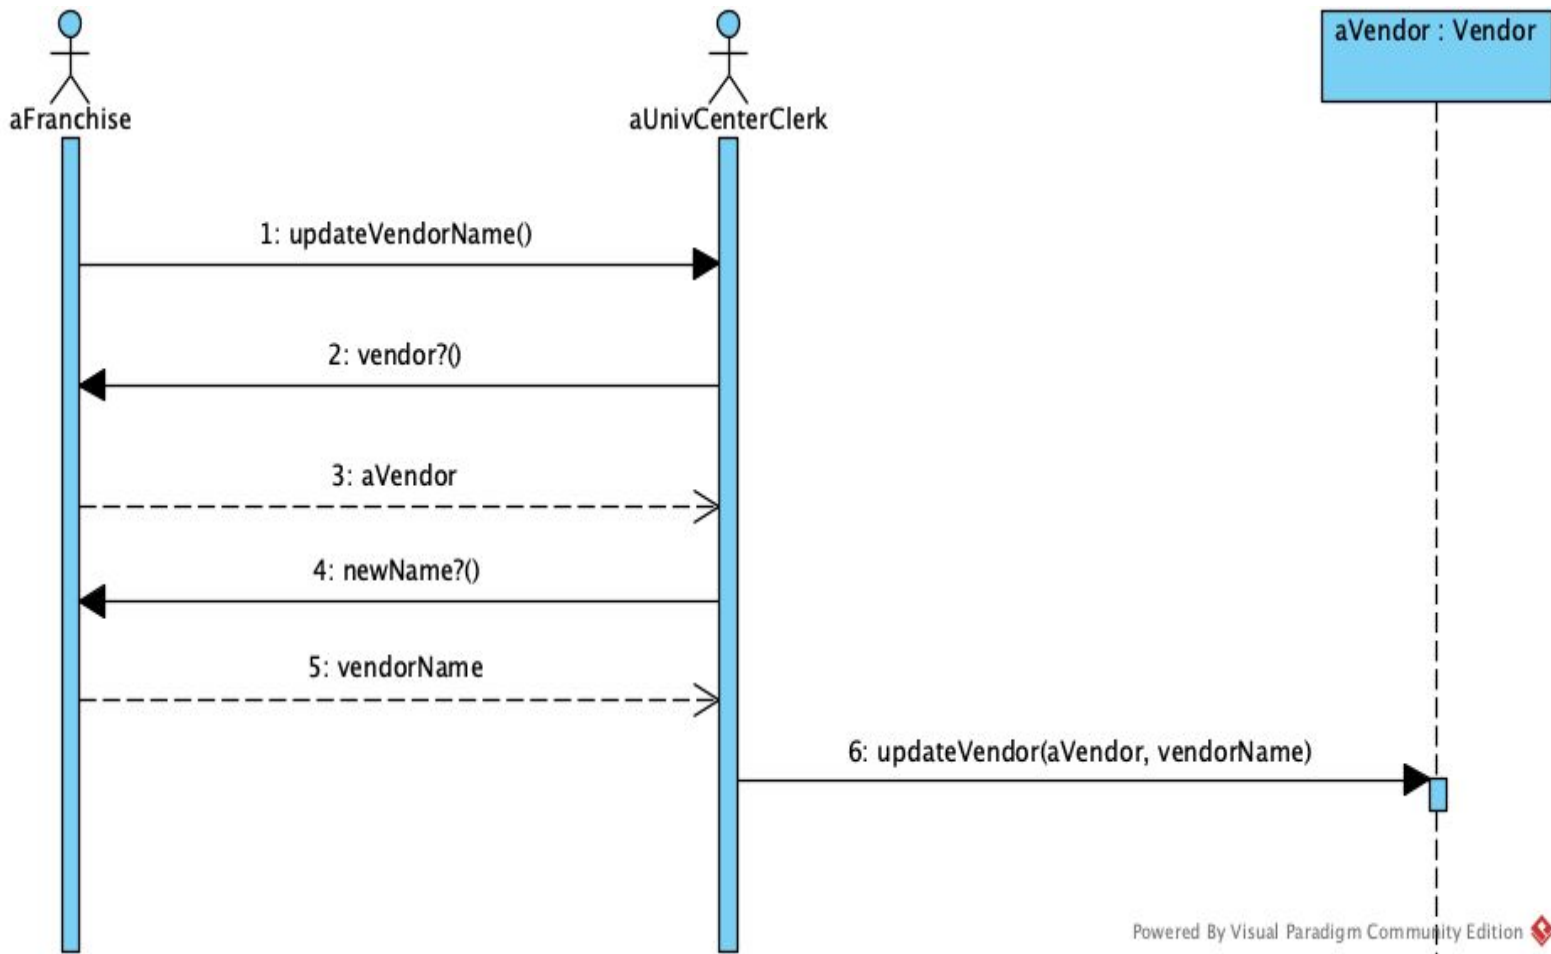 aFranchise
aUnivCenterClerk
aVendor : Vendor
1: updateVendorName()
2: vendor?()
3: aVendor
4: newName?()
5: vendorName
6: updateVendor(aVendor, vendorName)
Powered By Visual Paradigm Community Edition